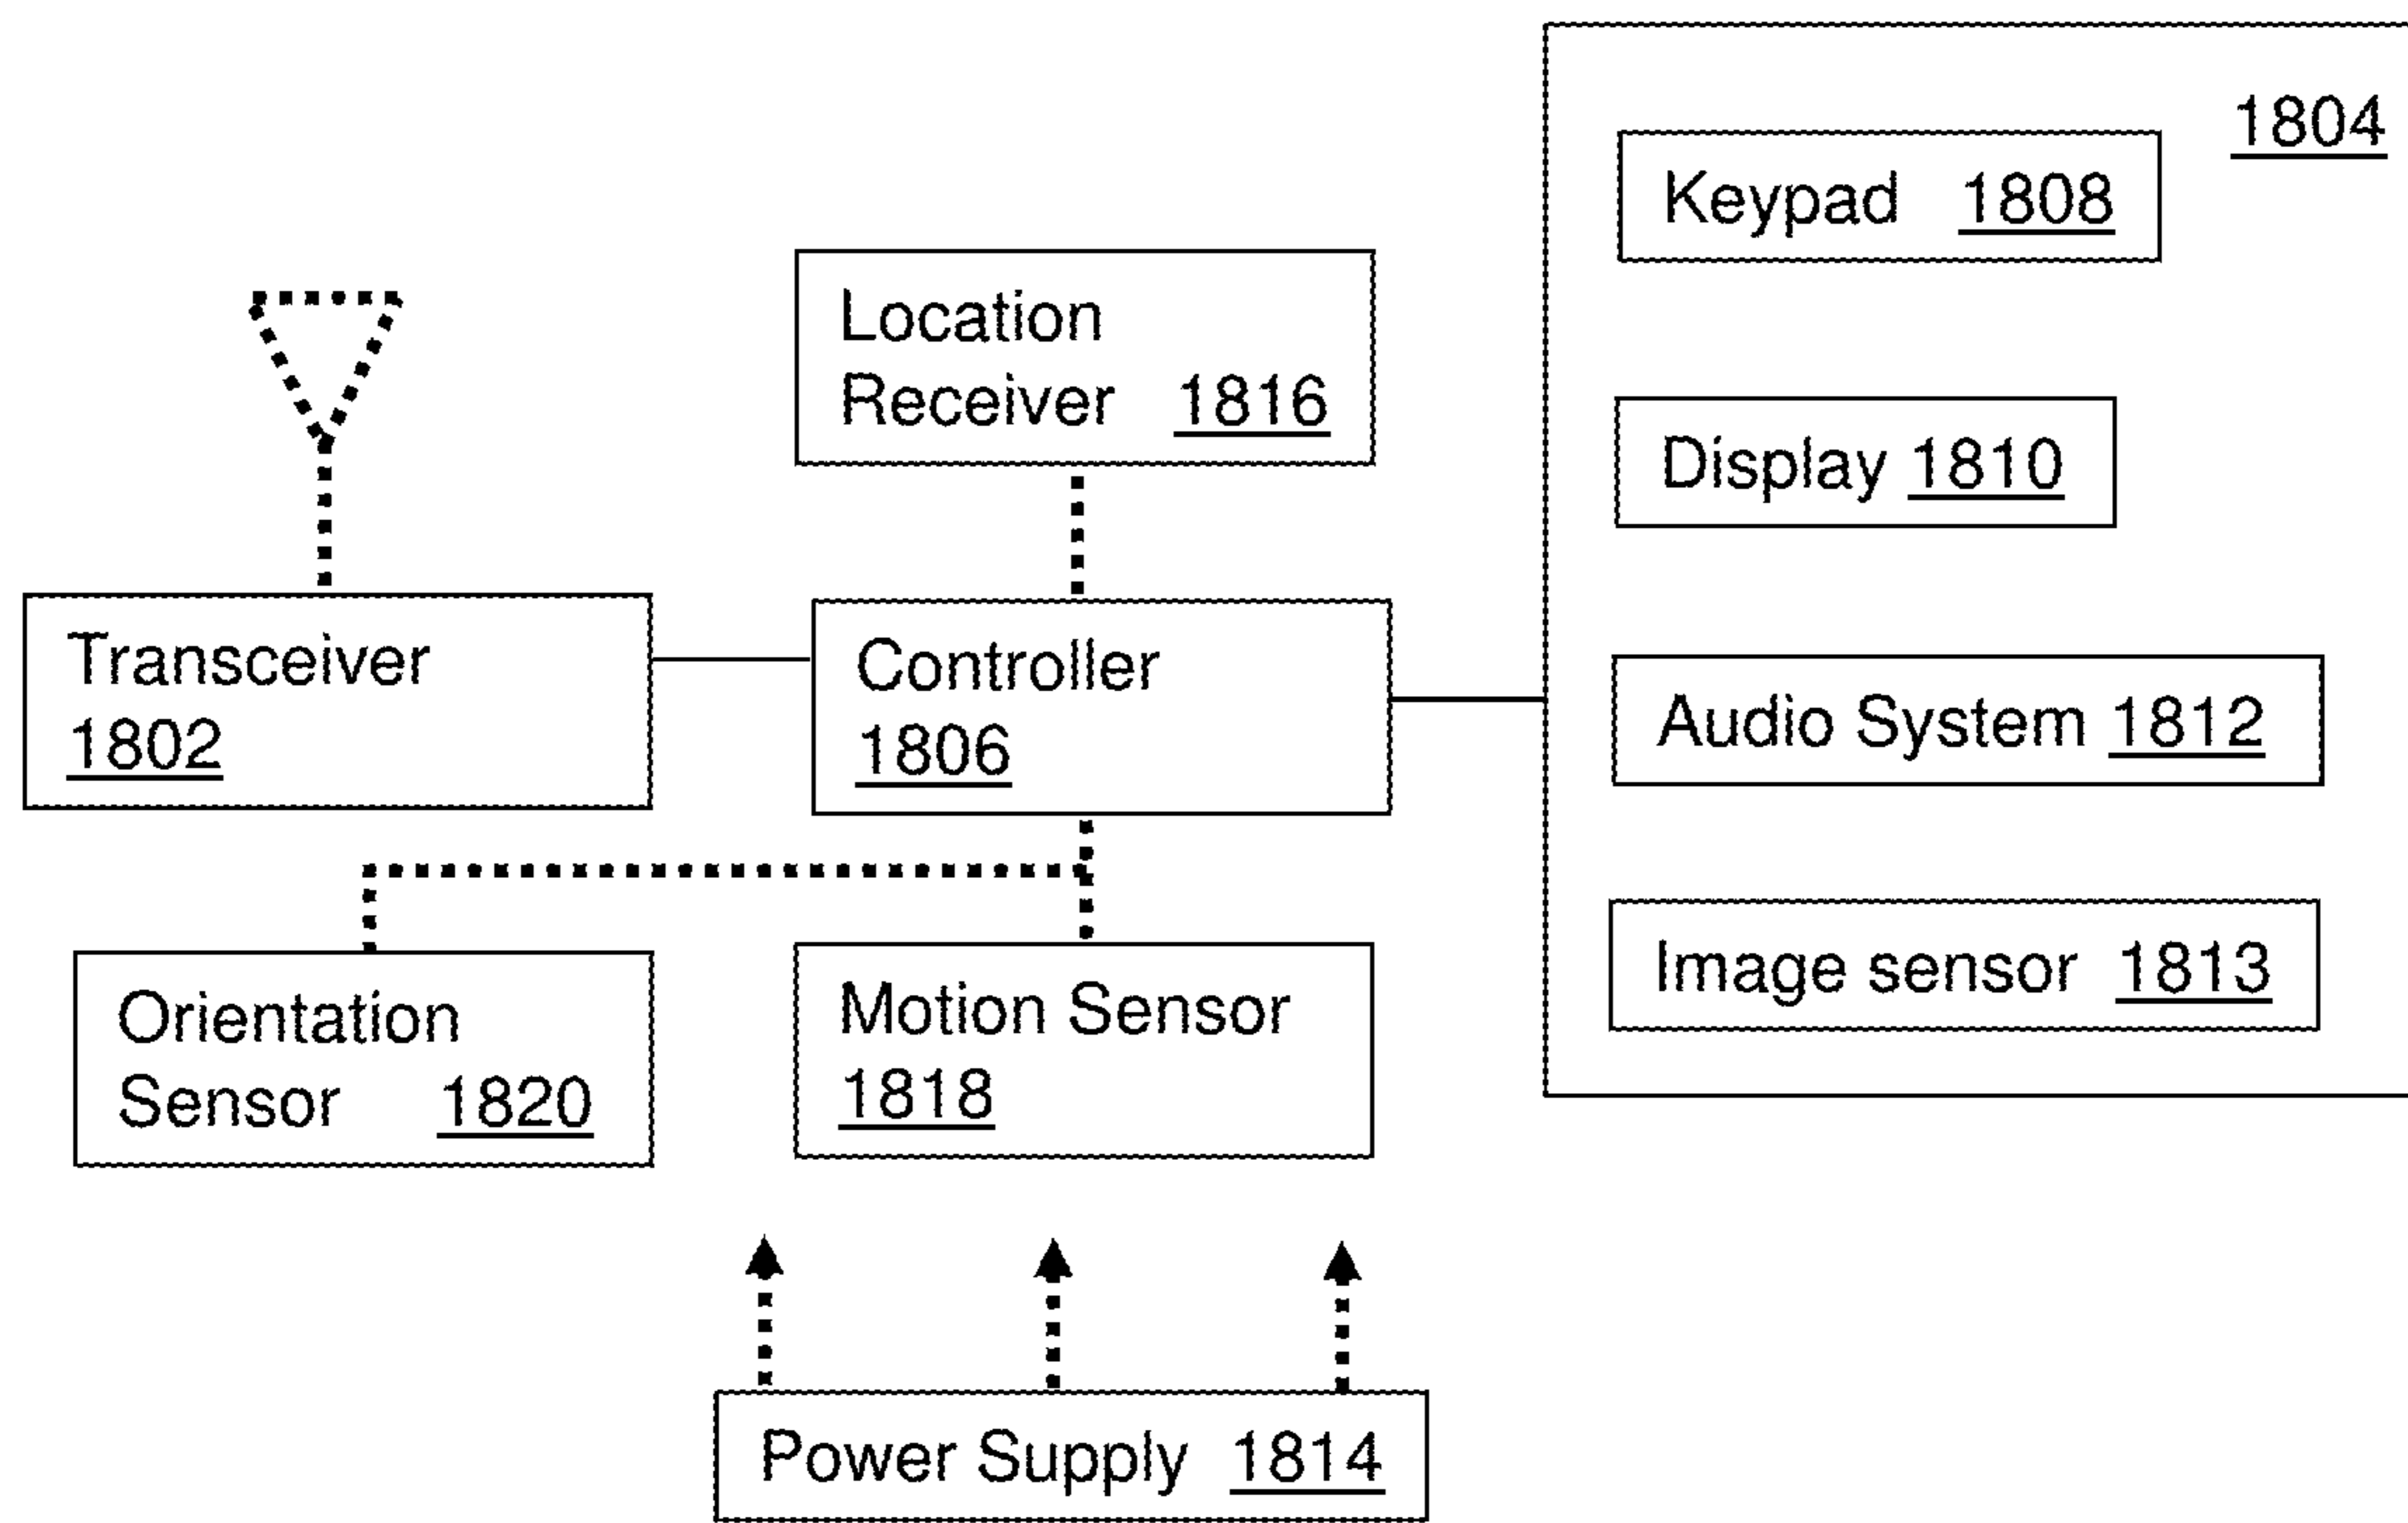 1804
Keypad 1808
Location
Receiver 1816
Display 1810
Transceiver
1802
Controller
1806
Audio System 1812
Image sensor 1813
Orientation
Sensor 1820
Motion Sensor
1818
Power Supply 1814